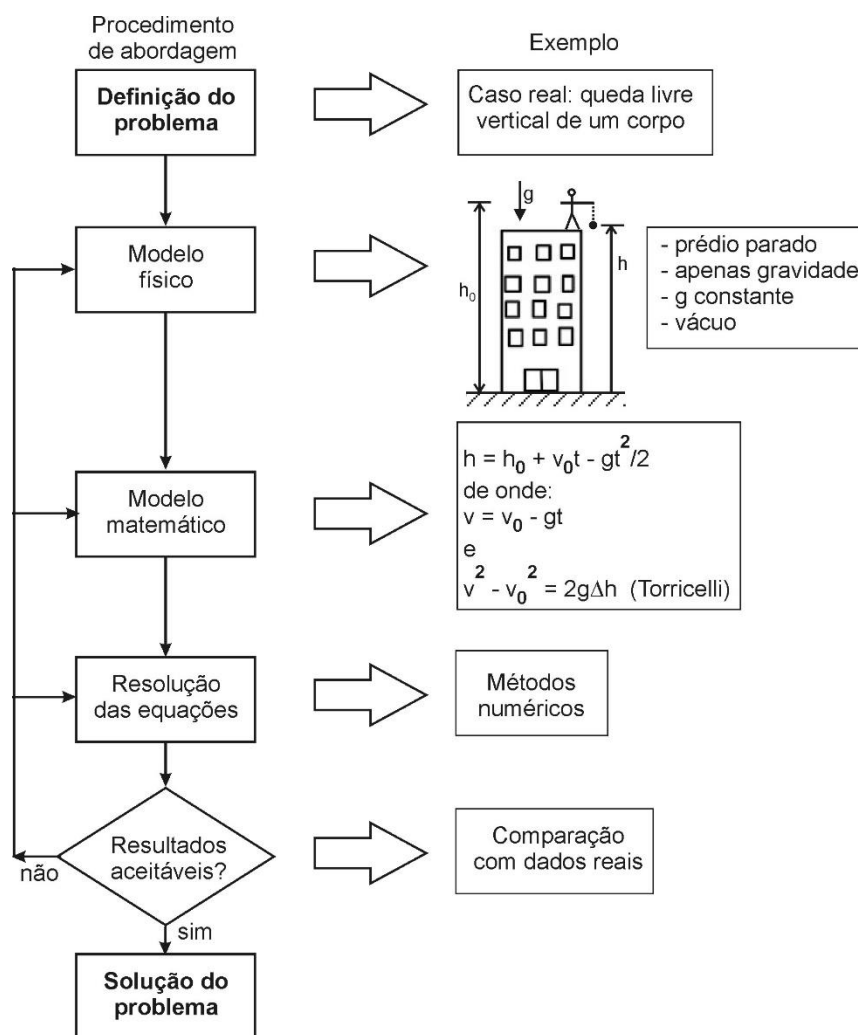 Procedimento
de abordagem
Exemplo
Definição do
problema
Caso real: queda livre
vertical de um corpo
Modelo
físico
g
h₀
h
- prédio parado
- apenas gravidade
- g constante
- vácuo
Modelo
matemático
h = h₀ + v₀t - gt²/2
de onde:
v = v₀ - gt
e
v² - v₀² = 2gΔh (Torricelli)
Resolução
das equações
Métodos
numéricos
Resultados
aceitáveis?
não
sim
Comparação
com dados reais
Solução do
problema